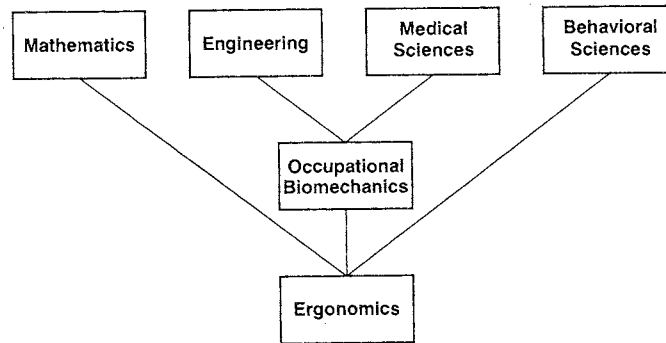 Mathematics
Engineering
Medical
Sciences
Behavioral
Sciences
Occupational
Biomechanics
Ergonomics